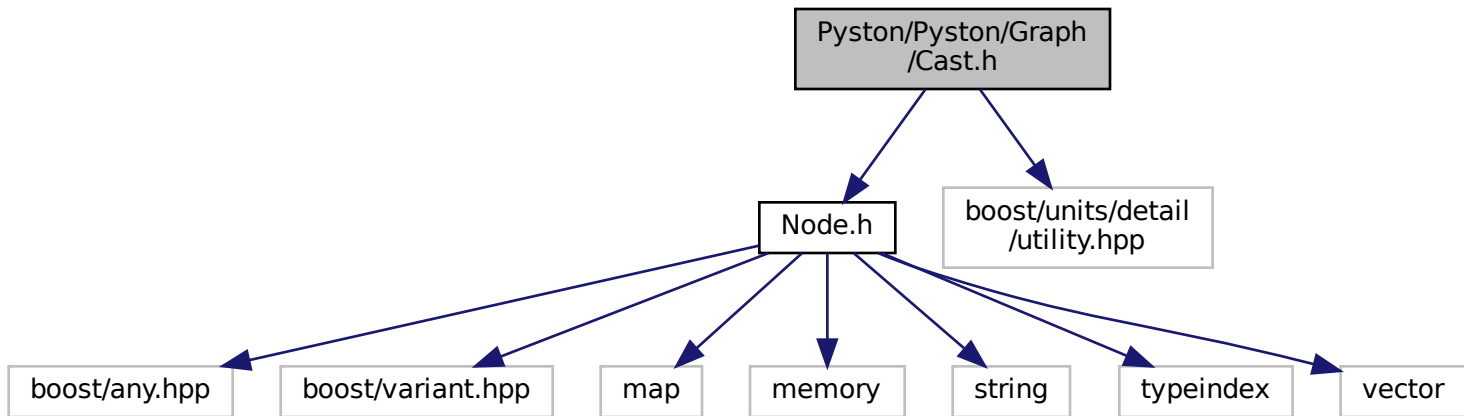 Pyston/Pyston/Graph
/Cast.h
Node.h
boost/units/detail
/utility.hpp
boost/any.hpp
boost/variant.hpp
map
memory
string
typeindex
vector